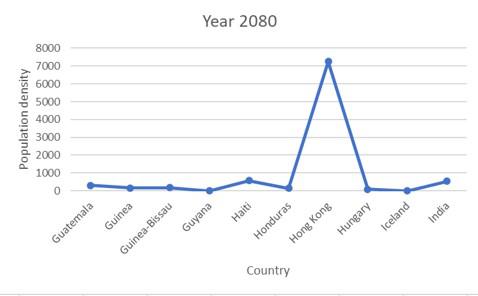 Year 2080
8000
7000
6000
5000
4000
3000
2000
1000
0
Population density
Guatemala
Guinea
Guinea-Bissau
Guyana
Haiti
Honduras
Hong Kong
Hungary
Iceland
India
Country